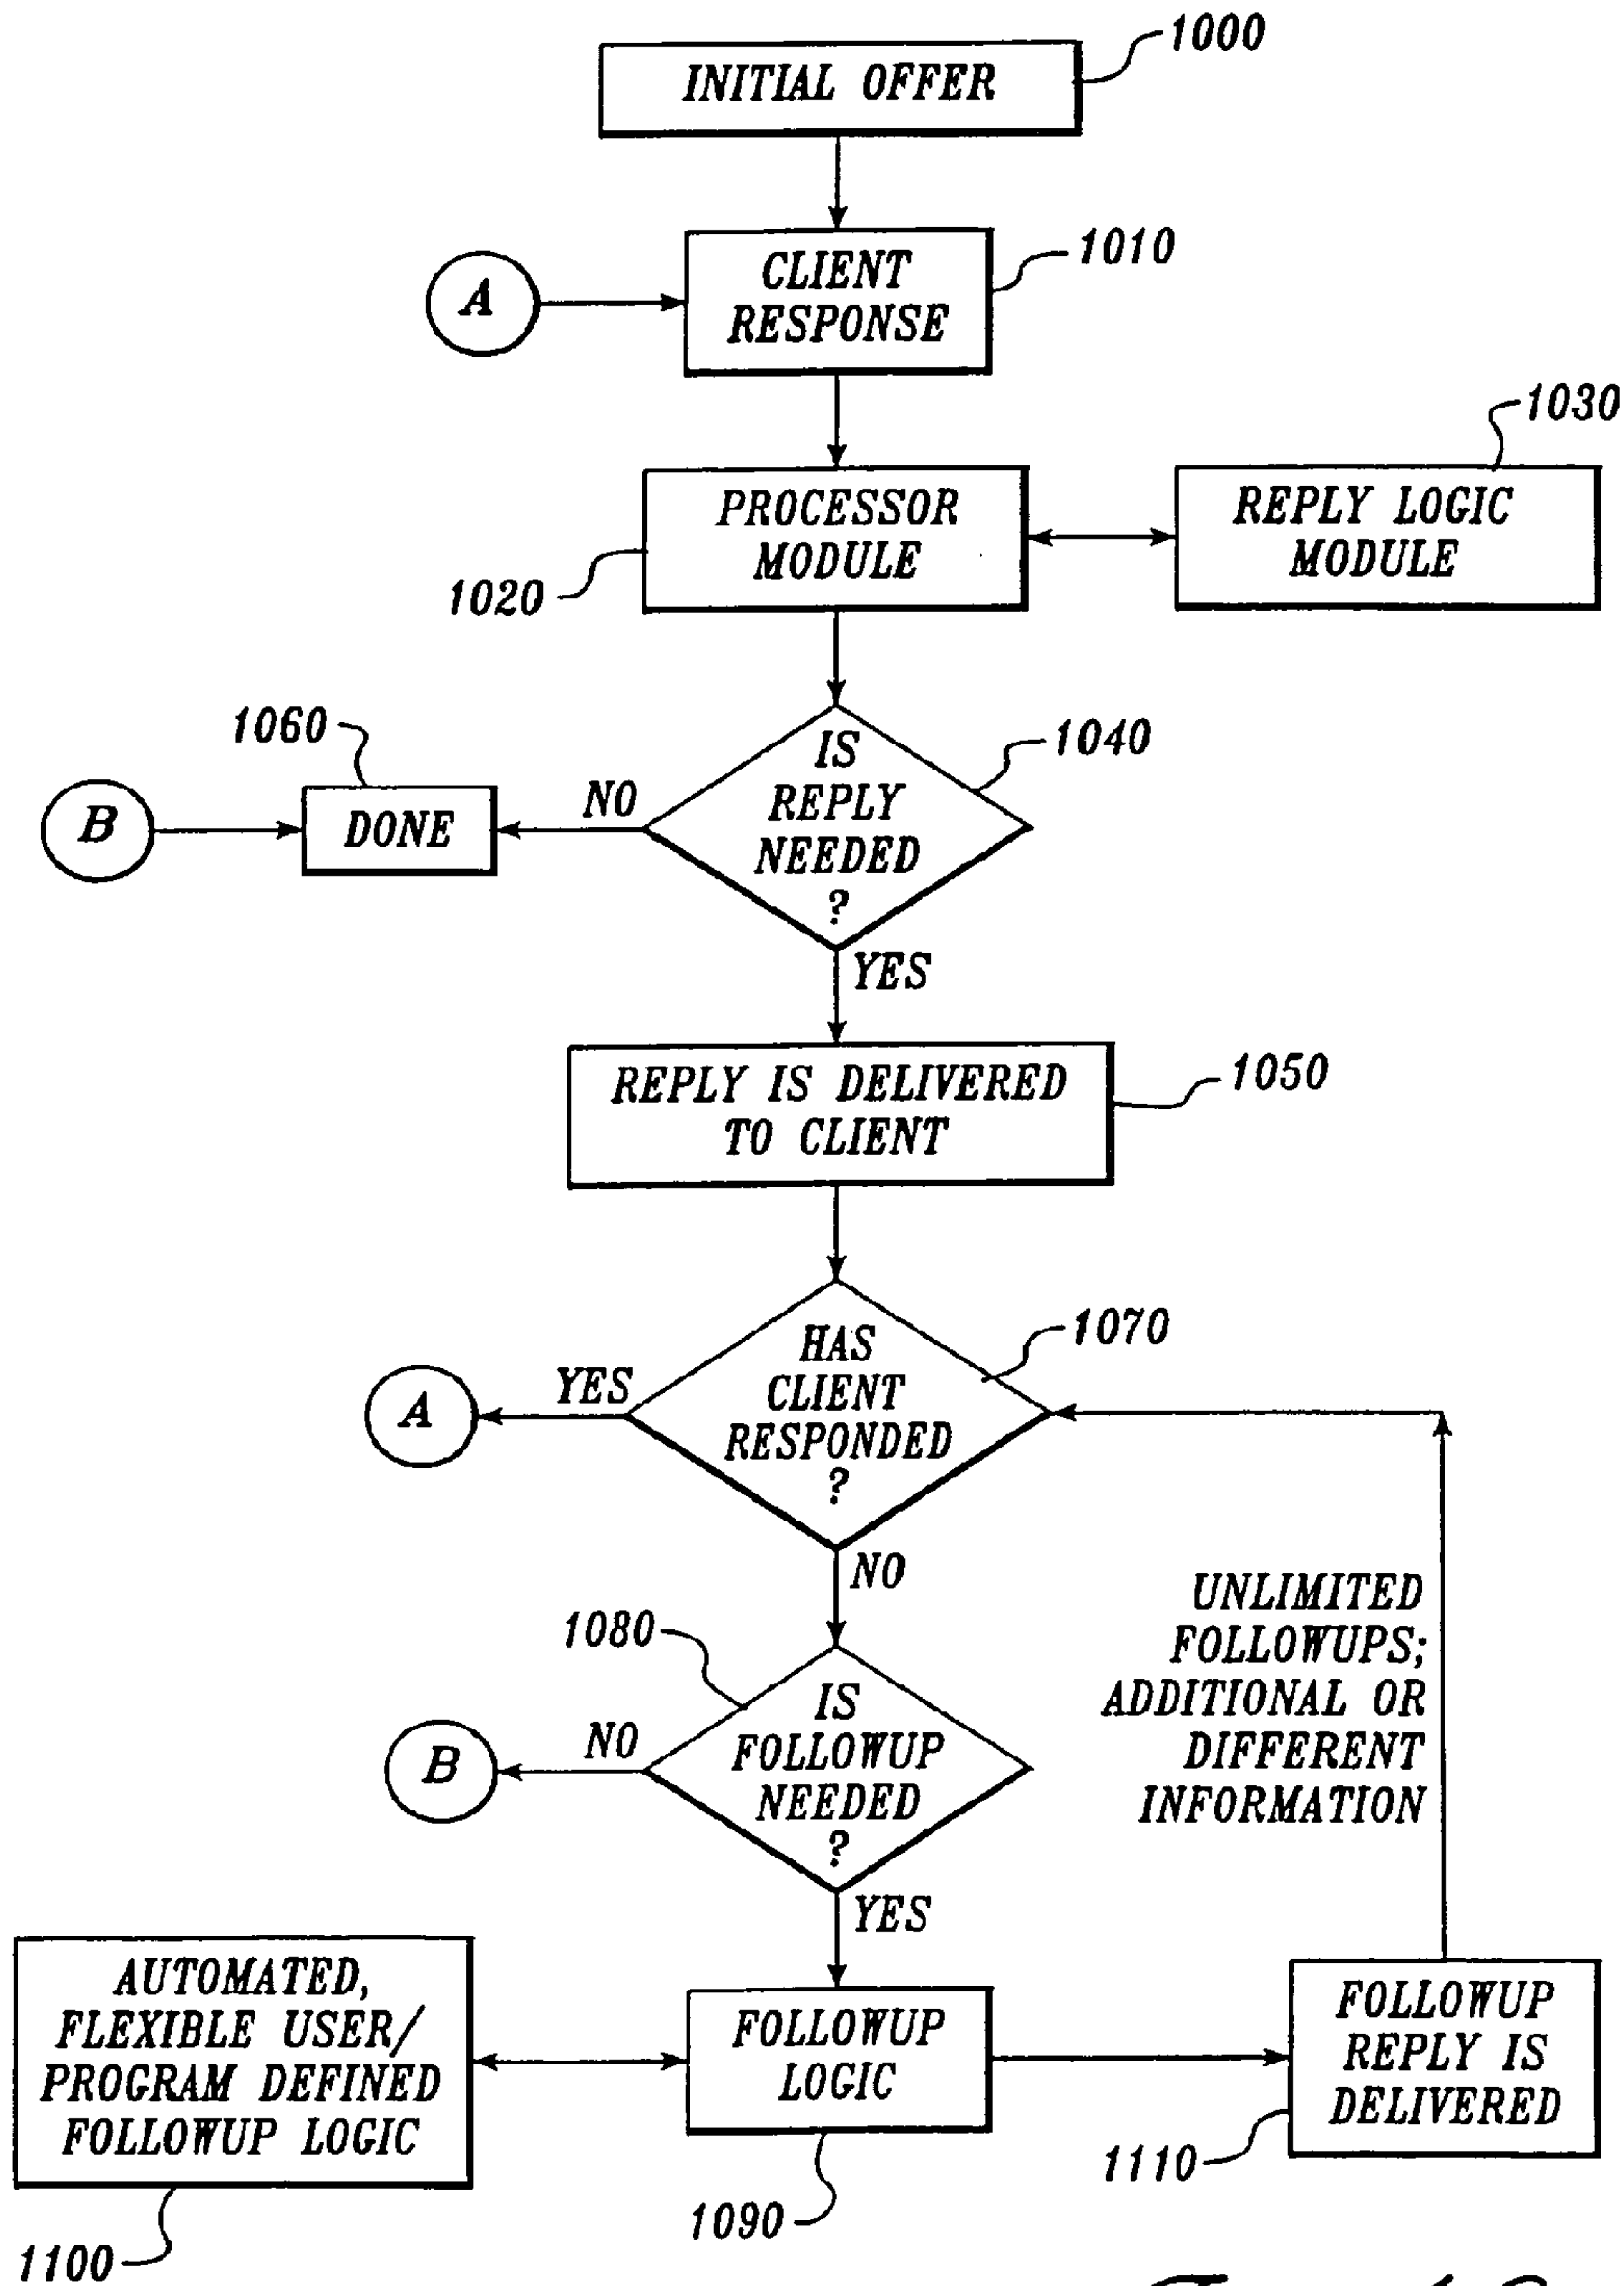 1000
INITIAL OFFER
1010
CLIENT
RESPONSE
A
1030
PROCESSOR
MODULE
REPLY LOGIC
MODULE
1020
1060
1040
IS
REPLY
NEEDED
?
NO
B
DONE
YES
1050
REPLY IS DELIVERED
TO CLIENT
1070
HAS
CLIENT
RESPONDED
?
YES
A
NO
UNLIMITED
FOLLOWUPS;
ADDITIONAL OR
DIFFERENT
INFORMATION
1080
IS
FOLLOWUP
NEEDED
?
NO
B
YES
AUTOMATED,
FLEXIBLE USER/
PROGRAM DEFINED
FOLLOWUP LOGIC
FOLLOWUP
LOGIC
FOLLOWUP
REPLY IS
DELIVERED
1110
1090
1100